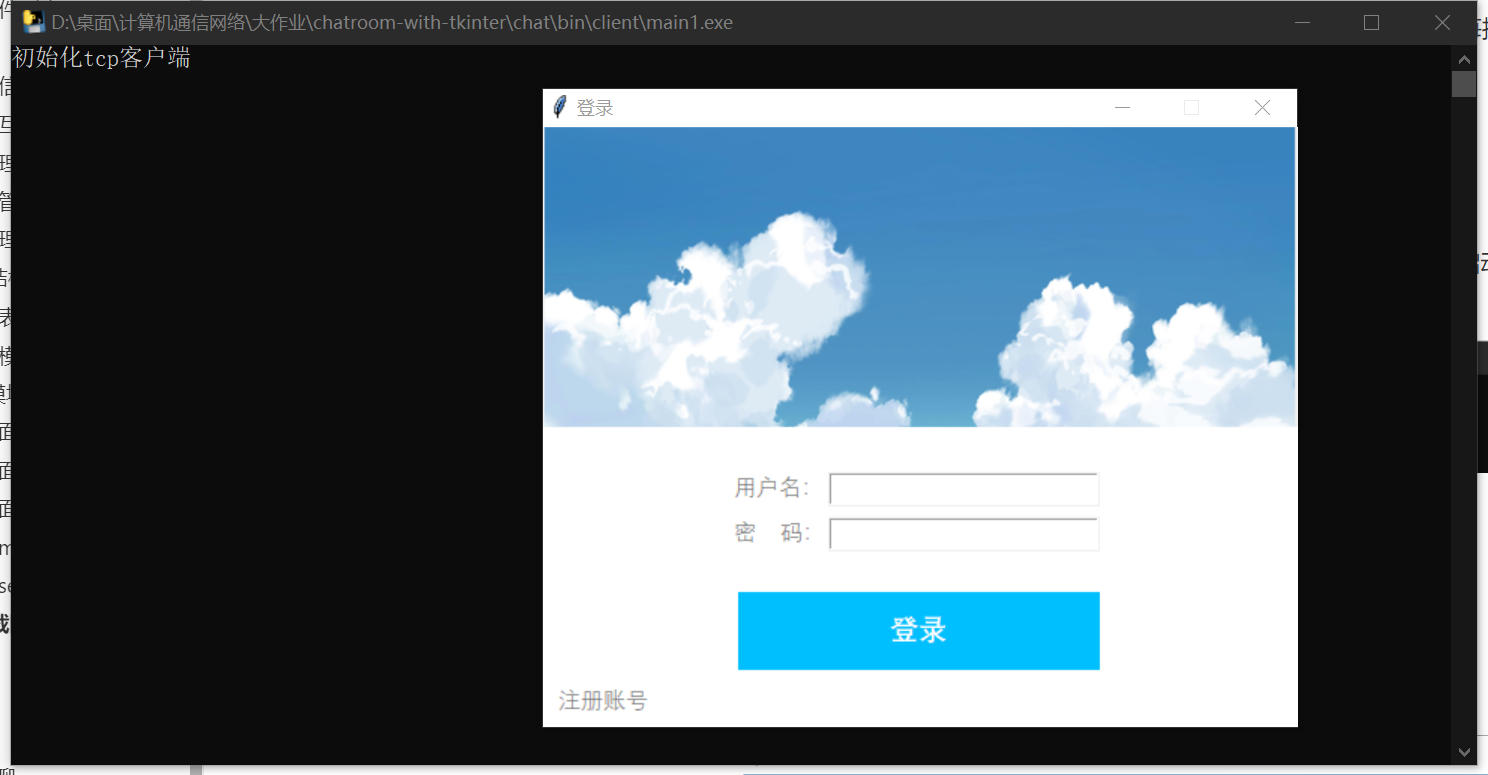 D:\桌面\计算机通信网络\大作业\chatroom-with-tkinter\chat\bin\client\main1.exe
初始化tcp客户端
登录
用户名：
密 码：
登录
注册账号